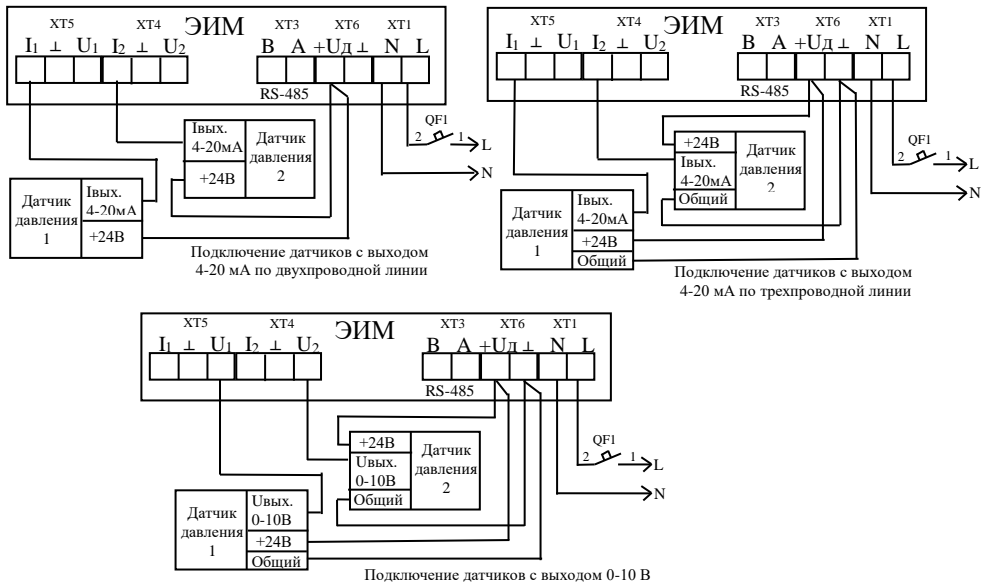 XT5 XT4 ЭИМ XT3 XT6 XT1
I1 ⊥ U1 I2 ⊥ U2 B A +Uд ⊥ N L
RS-485
QF1
2 1 L
N
Iвых.
4-20мА
+24В
Датчик
давления
2
Датчик
давления
1
Iвых.
4-20мА
+24В
Подключение датчиков с выходом
4-20 мА по двухпроводной линии
XT5 XT4 ЭИМ XT3 XT6 XT1
I1 ⊥ U1 I2 ⊥ U2 B A +Uд ⊥ N L
RS-485
QF1
2 1 L
N
+24В
Iвых.
4-20мА
Общий
Датчик
давления
2
Датчик
давления
1
Iвых.
4-20мА
+24В
Общий
Подключение датчиков с выходом
4-20 мА по трехпроводной линии
XT5 XT4 ЭИМ XT3 XT6 XT1
I1 ⊥ U1 I2 ⊥ U2 B A +Uд ⊥ N L
RS-485
QF1
2 1 L
N
+24В
Uвых.
0-10В
Общий
Датчик
давления
2
Датчик
давления
1
Uвых.
0-10В
+24В
Общий
Подключение датчиков с выходом 0-10 В